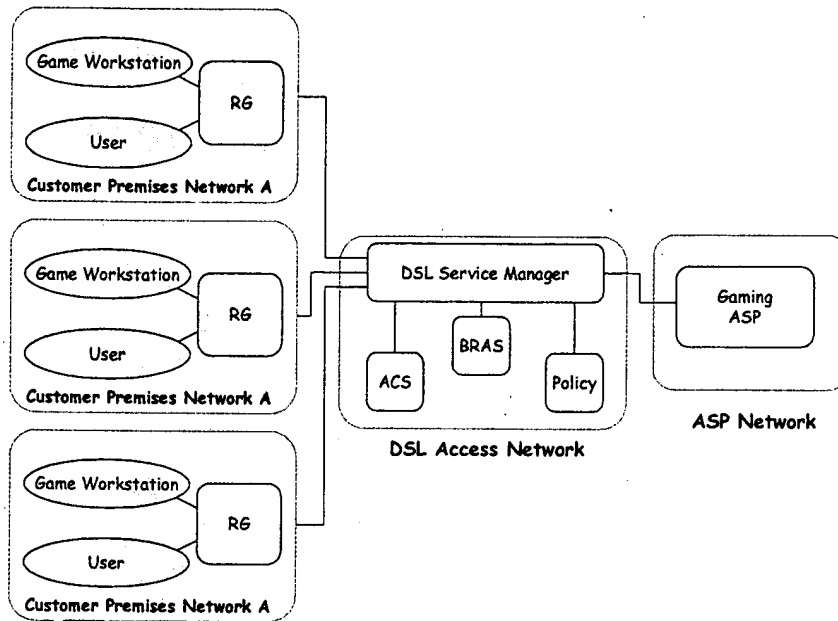 Game Workstation
RG
User
Customer Premises Network A
Game Workstation
RG
User
Customer Premises Network A
Game Workstation
RG
User
Customer Premises Network A
DSL Service Manager
ACS
BRAS
Policy
DSL Access Network
Gaming
ASP
ASP Network